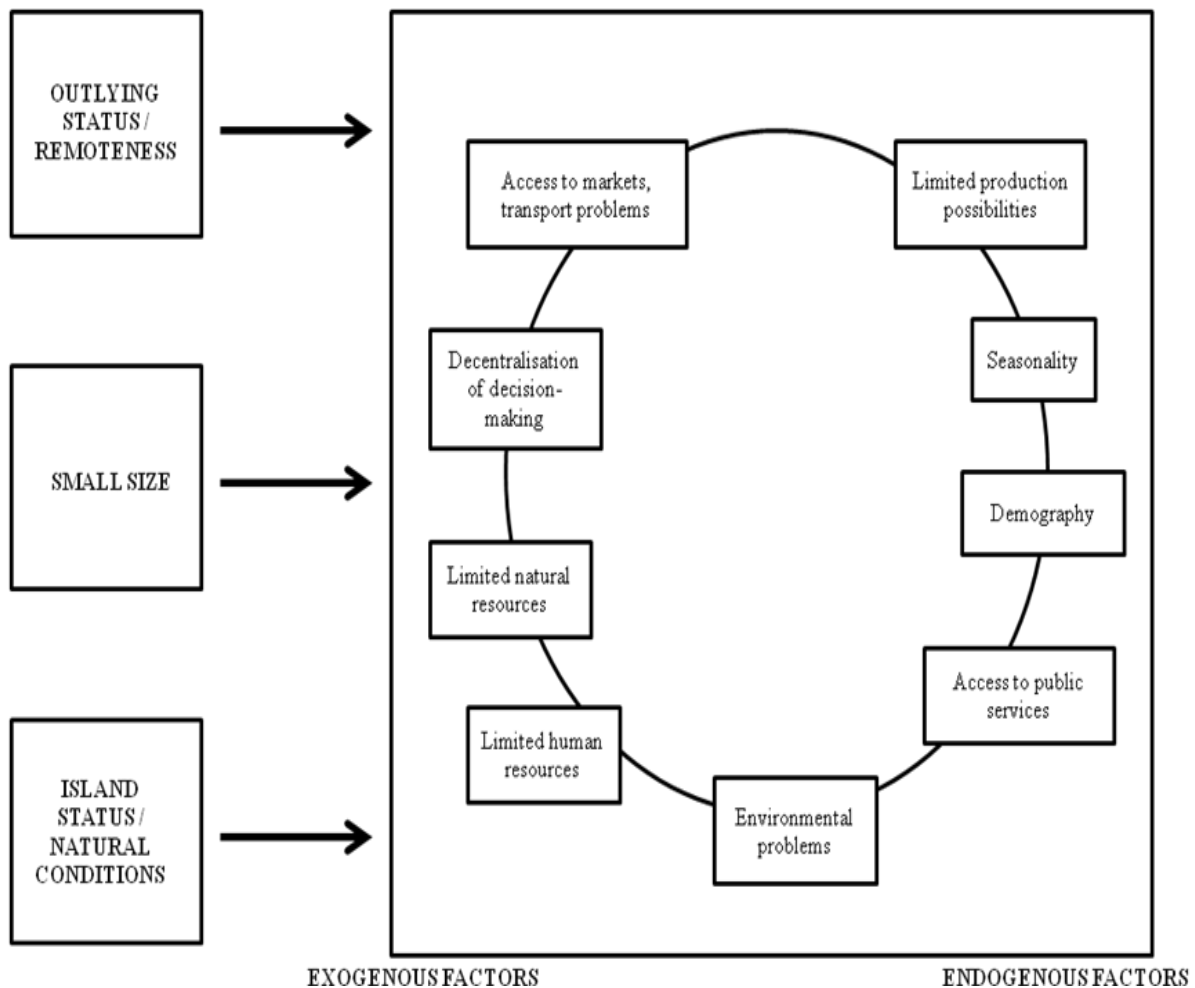 OUTLYING
STATUS /
REMOTENESS
SMALL SIZE
ISLAND
STATUS /
NATURAL
CONDITIONS
Access to markets,
transport problems
Limited production
possibilities
Decentralisation
of decision-
making
Seasonality
Demography
Limited natural
resources
Access to public
services
Limited human
resources
Environmental
problems
EXOGENOUS FACTORS
ENDOGENOUS FACTORS